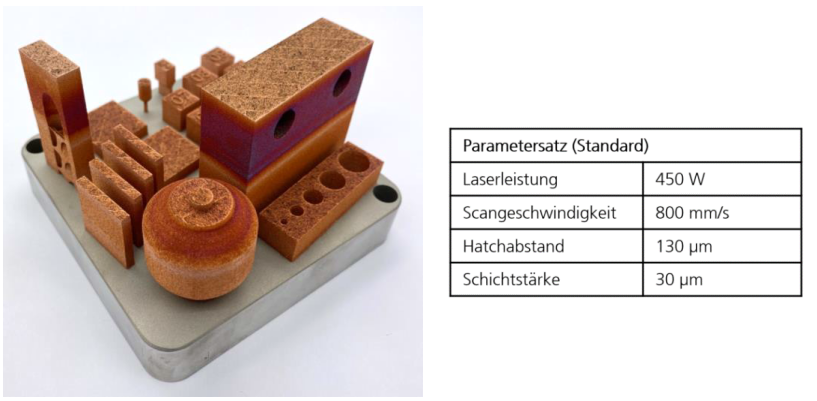 Parametersatz (Standard)
Laserleistung 450 W
Scangeschwindigkeit 800 mm/s
Hatchabstand 130 µm
Schichtstärke 30 µm